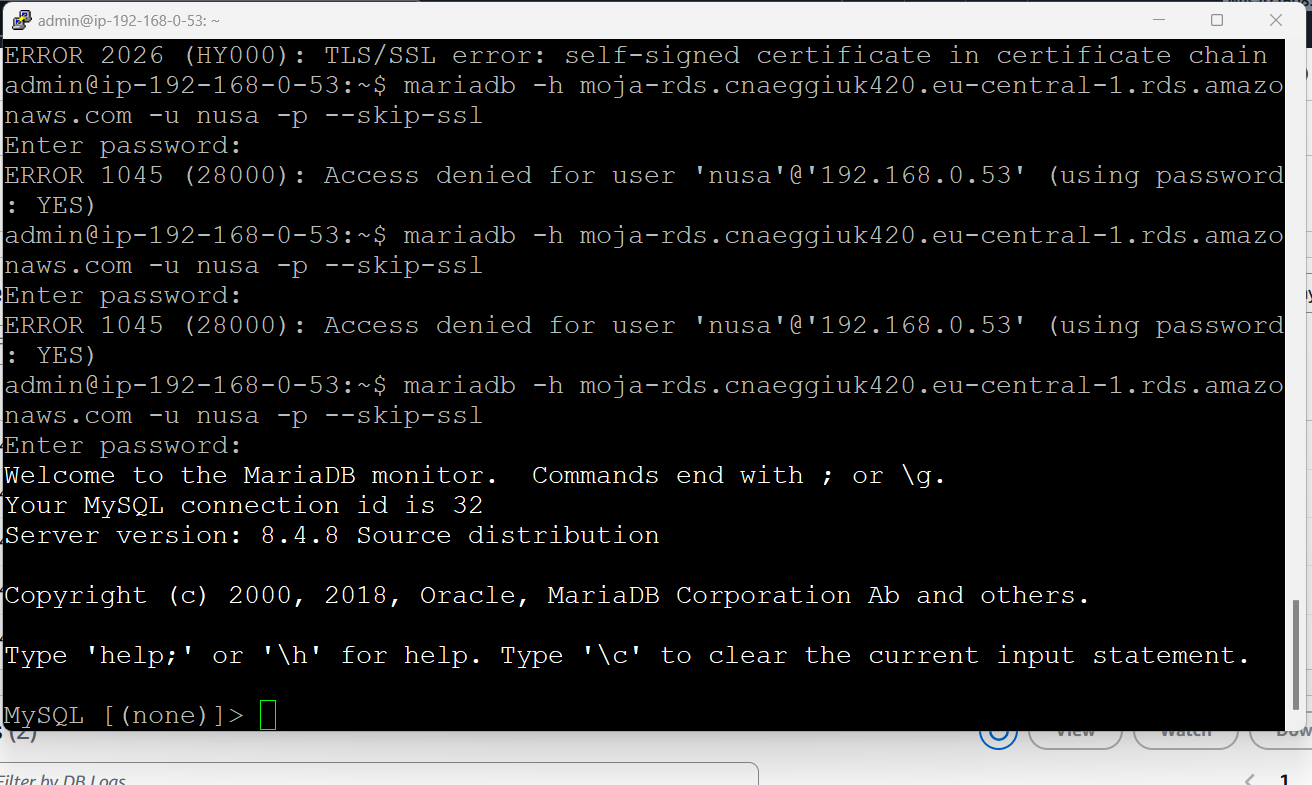 admin@ip-192-168-0-53: ~
ERROR 2026 (HY000): TLS/SSL error: self-signed certificate in certificate chain
admin@ip-192-168-0-53:~$ mariadb -h moja-rds.cnaeggiuk420.eu-central-1.rds.amazo
naws.com -u nusa -p --skip-ssl
Enter password:
ERROR 1045 (28000): Access denied for user 'nusa'@'192.168.0.53' (using password
: YES)
admin@ip-192-168-0-53:~$ mariadb -h moja-rds.cnaeggiuk420.eu-central-1.rds.amazo
naws.com -u nusa -p --skip-ssl
Enter password:
ERROR 1045 (28000): Access denied for user 'nusa'@'192.168.0.53' (using password
: YES)
admin@ip-192-168-0-53:~$ mariadb -h moja-rds.cnaeggiuk420.eu-central-1.rds.amazo
naws.com -u nusa -p --skip-ssl
Enter password:
Welcome to the MariaDB monitor.  Commands end with ; or \g.
Your MySQL connection id is 32
Server version: 8.4.8 Source distribution
Copyright (c) 2000, 2018, Oracle, MariaDB Corporation Ab and others.
Type 'help;' or '\h' for help. Type '\c' to clear the current input statement.
MySQL [(none)]>
(2) View Watch
Filter by DB Logs
1